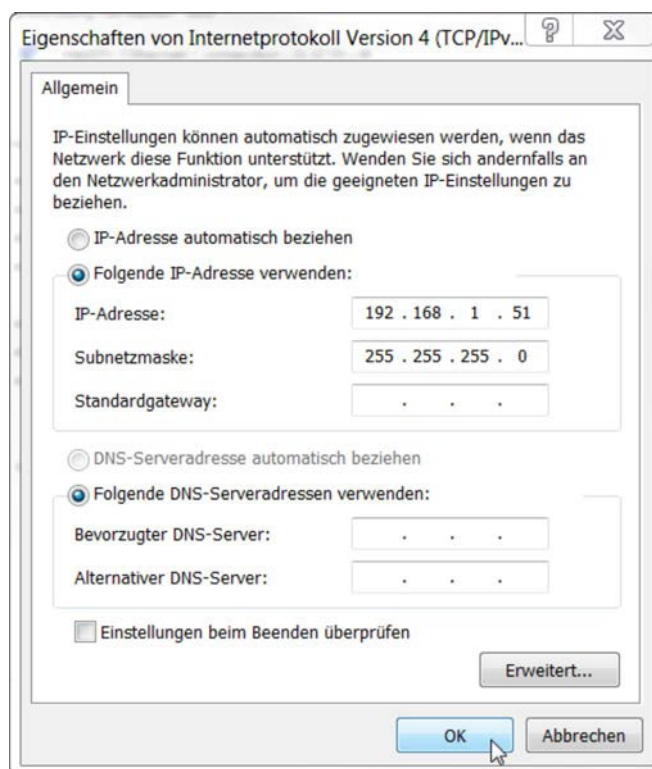 Eigenschaften von Internetprotokoll Version 4 (TCP/IPv...
Allgemein
IP-Einstellungen können automatisch zugewiesen werden, wenn das
Netzwerk diese Funktion unterstützt. Wenden Sie sich andernfalls an
den Netzwerkadministrator, um die geeigneten IP-Einstellungen zu
beziehen.
IP-Adresse automatisch beziehen
Folgende IP-Adresse verwenden:
IP-Adresse: 192 . 168 . 1 . 51
Subnetzmaske: 255 . 255 . 255 . 0
Standardgateway: . . .
DNS-Serveradresse automatisch beziehen
Folgende DNS-Serveradressen verwenden:
Bevorzugter DNS-Server: . . .
Alternativer DNS-Server: . . .
Einstellungen beim Beenden überprüfen
Erweitert...
OK Abbrechen